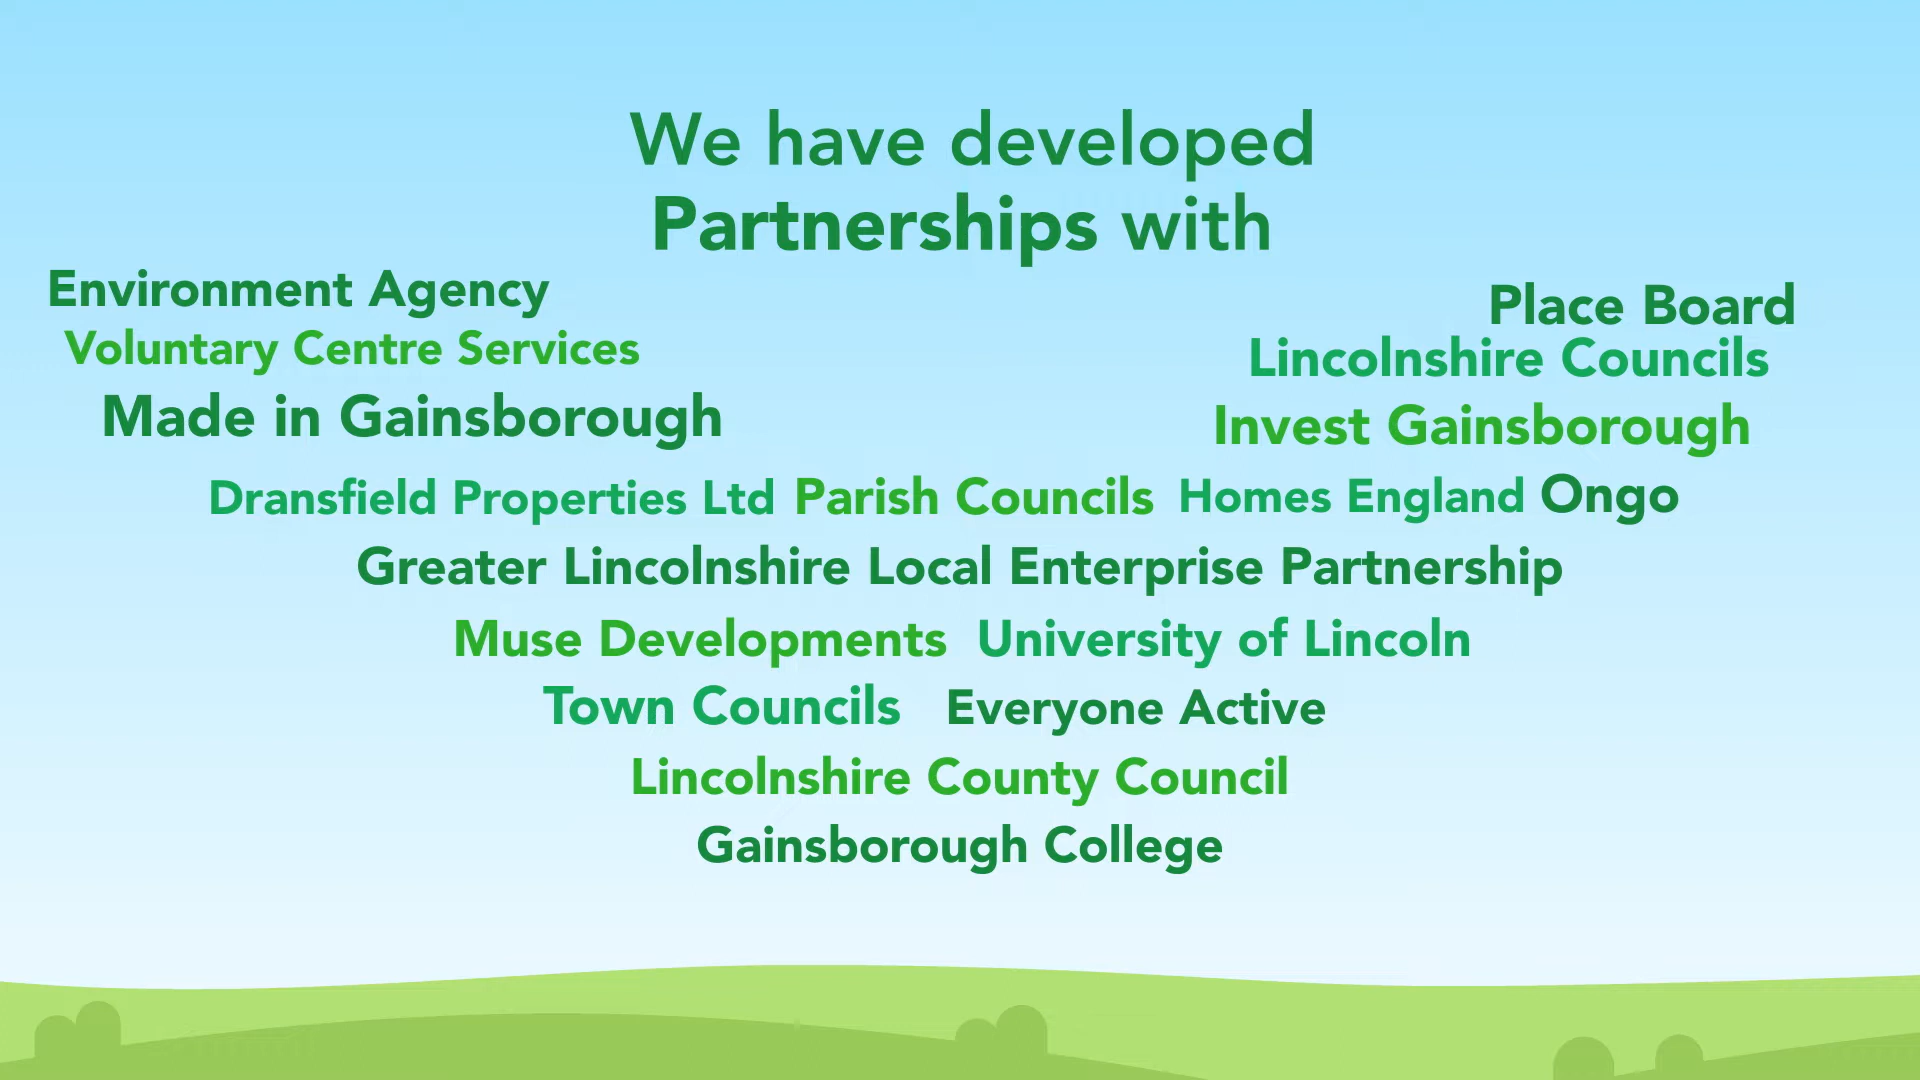 We have developed
Partnerships with
Environment Agency
Place Board
Voluntary Centre Services
Lincolnshire Councils
Made in Gainsborough
Invest Gainsborough
Dransfield Properties Ltd Parish Councils Homes England Ongo
Greater Lincolnshire Local Enterprise Partnership
Muse Developments University of Lincoln
Town Councils Everyone Active
Lincolnshire County Council
Gainsborough College